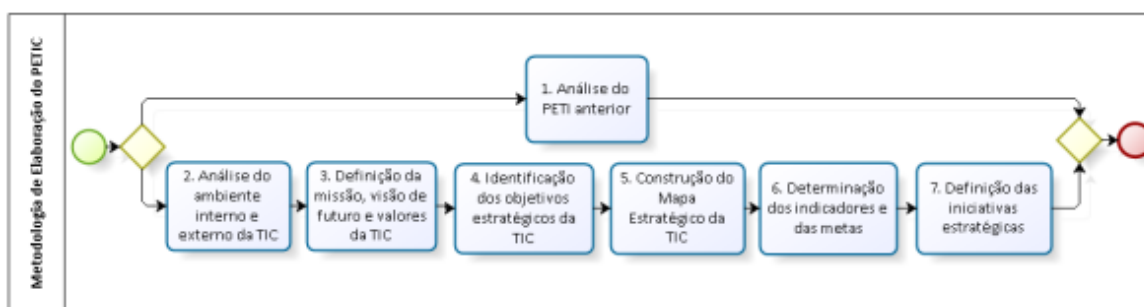 Metodologia de Elaboração do PETIC
1. Análise do
PETI anterior
2. Análise do
ambiente
interno e
externo da TIC
3. Definição da
missão, visão de
futuro e valores
da TIC
4. Identificação
dos objetivos
estratégicos da
TIC
5. Construção do
Mapa
Estratégico da
TIC
6. Determinação
dos indicadores e
das metas
7. Definição das
iniciativas
estratégicas